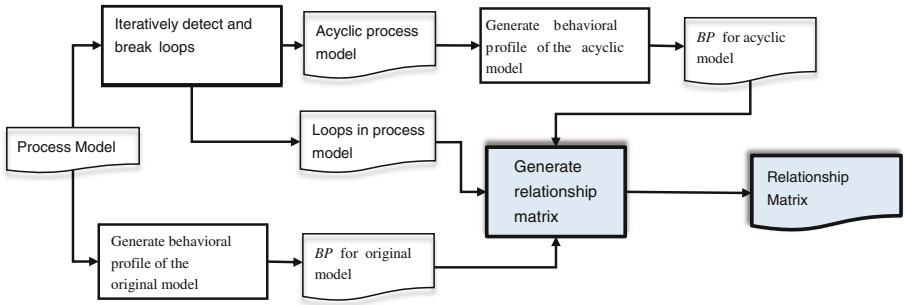 Iteratively detect and
break loops
Acyclic process
model
Generate behavioral
profile of the acyclic
model
BP for acyclic
model
Process Model
Loops in process
model
Generate
relationship
matrix
Relationship
Matrix
Generate behavioral
profile of the
original model
BP for original
model